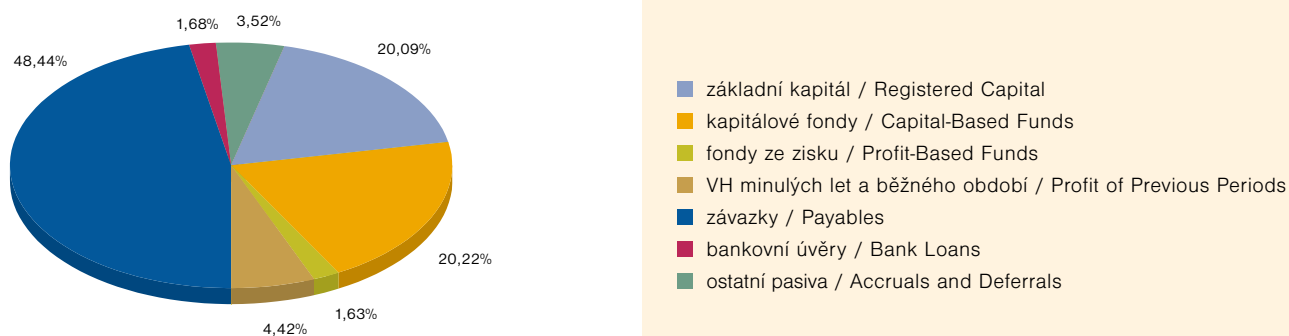 1,68%
3,52%
20,09%
48,44%
20,22%
1,63%
4,42%
základní kapitál / Registered Capital
kapitálové fondy / Capital-Based Funds
fondy ze zisku / Profit-Based Funds
VH minulých let a běžného období / Profit of Previous Periods
závazky / Payables
bankovní úvěry / Bank Loans
ostatní pasiva / Accruals and Deferrals